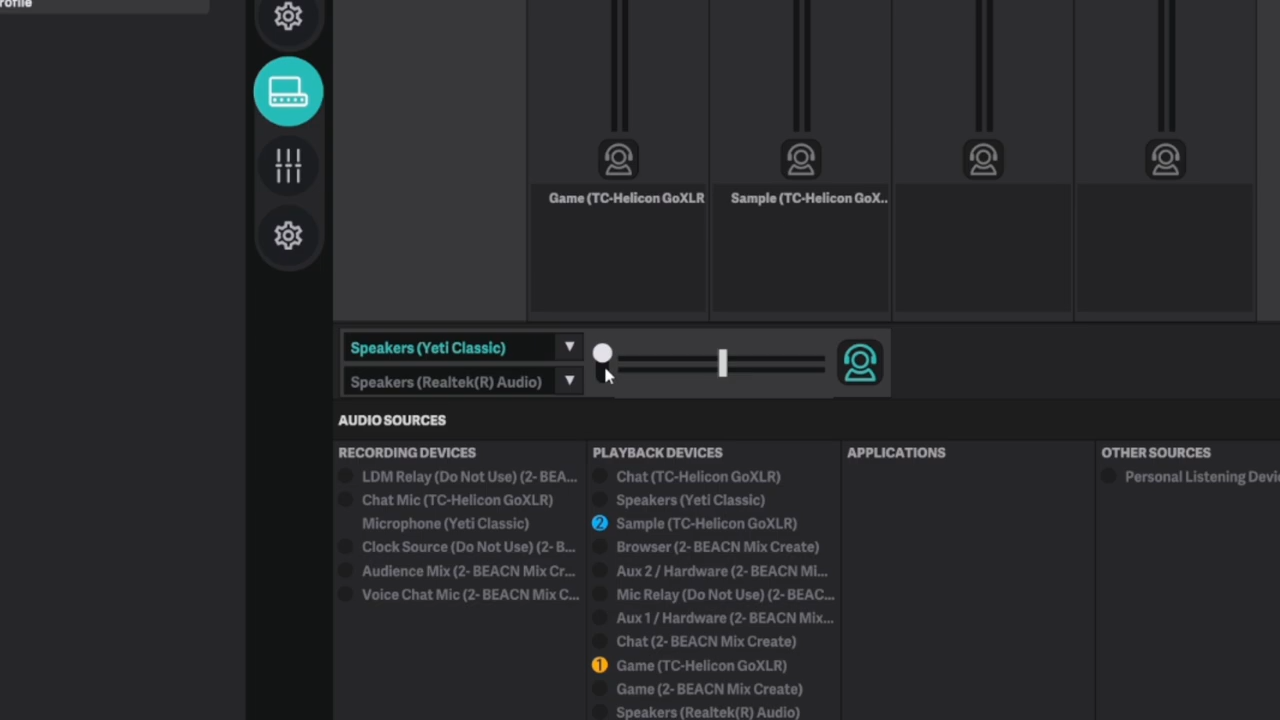 rofile
Game (TC-Helicon GoXLR
Sample (TC-Helicon GoX..
Speakers (Yeti Classic)
Speakers (Realtek(R) Audio)
AUDIO SOURCES
RECORDING DEVICES
LDM Relay (Do Not Use) (2- BEA...
Chat Mic (TC-Helicon GoXLR)
Microphone (Yeti Classic)
Clock Source (Do Not Use) (2- B...
Audience Mix (2- BEACN Mix Cr...
Voice Chat Mic (2- BEACN Mix C...
PLAYBACK DEVICES
Chat (TC-Helicon GoXLR)
Speakers (Yeti Classic)
2 Sample (TC-Helicon GoXLR)
Browser (2- BEACN Mix Create)
Aux 2 / Hardware (2- BEACN Mi...
Mic Relay (Do Not Use) (2- BEAC...
Aux 1 / Hardware (2- BEACN Mix...
Chat (2- BEACN Mix Create)
1 Game (TC-Helicon GoXLR)
Game (2- BEACN Mix Create)
Speakers (Realtek(R) Audio)
APPLICATIONS
OTHER SOURCES
Personal Listening Devi